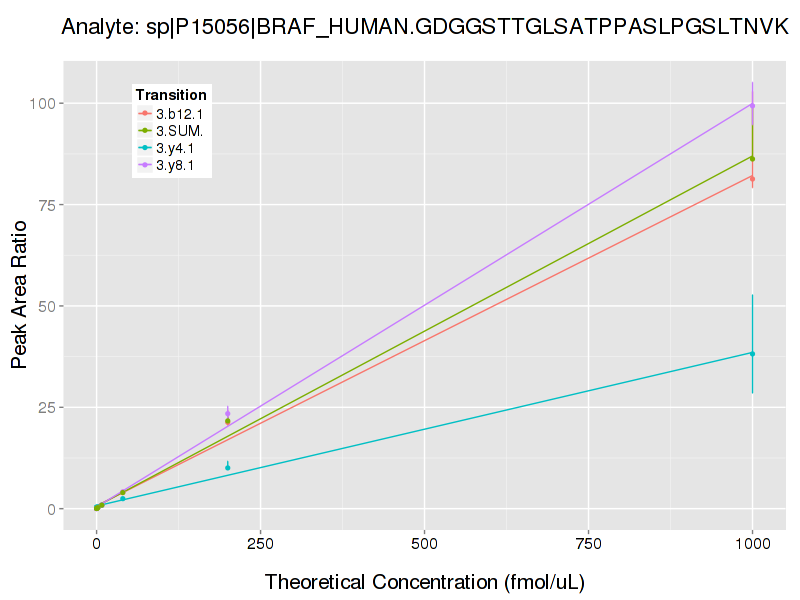 Analyte: sp|P15056|BRAF_HUMAN.GDGGSTTGLSATPPASLPGSLTNVK
Transition
3.b12.1
3.SUM.
3.y4.1
3.y8.1
100
75
50
25
0
Peak Area Ratio
0 250 500 750 1000
Theoretical Concentration (fmol/uL)